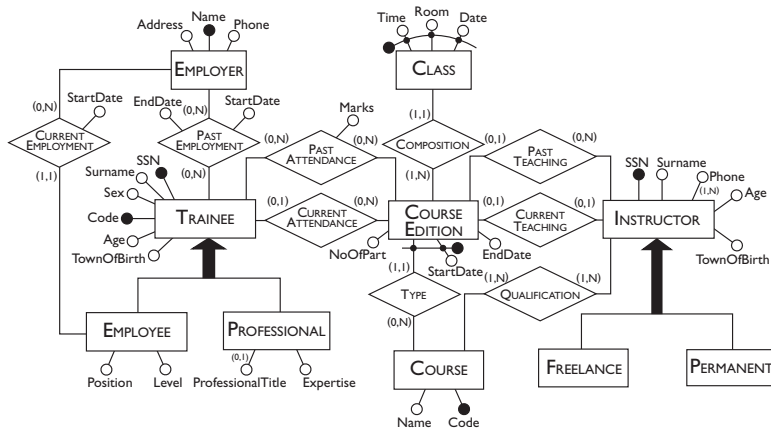 Name
Address
Phone
EMPLOYER
Time
Room
Date
CLASS
StartDate
(0,N)
CURRENT
EMPLOYMENT
(1,1)
EndDate
StartDate
(0,N)
PAST
EMPLOYMENT
(0,N)
Marks
(0,N)
PAST
ATTENDANCE
(0,N)
(1,1)
COMPOSITION
(1,N)
(0,1)
PAST
TEACHING
(0,N)
SSN
Surname
Sex
Code
Age
TownOfBirth
TRAINEE
(0,1)
CURRENT
ATTENDANCE
(0,N)
COURSE
EDITION
NoOfPart
StartDate
EndDate
(0,1)
CURRENT
TEACHING
(0,1)
SSN
Surname
Phone
(1,N)
Age
INSTRUCTOR
TownOfBirth
(1,1)
TYPE
(0,N)
(1,N)
QUALIFICATION
(1,N)
EMPLOYEE
PROFESSIONAL
(0,1)
Position
Level
ProfessionalTitle
Expertise
COURSE
Name
Code
FREELANCE
PERMANENT